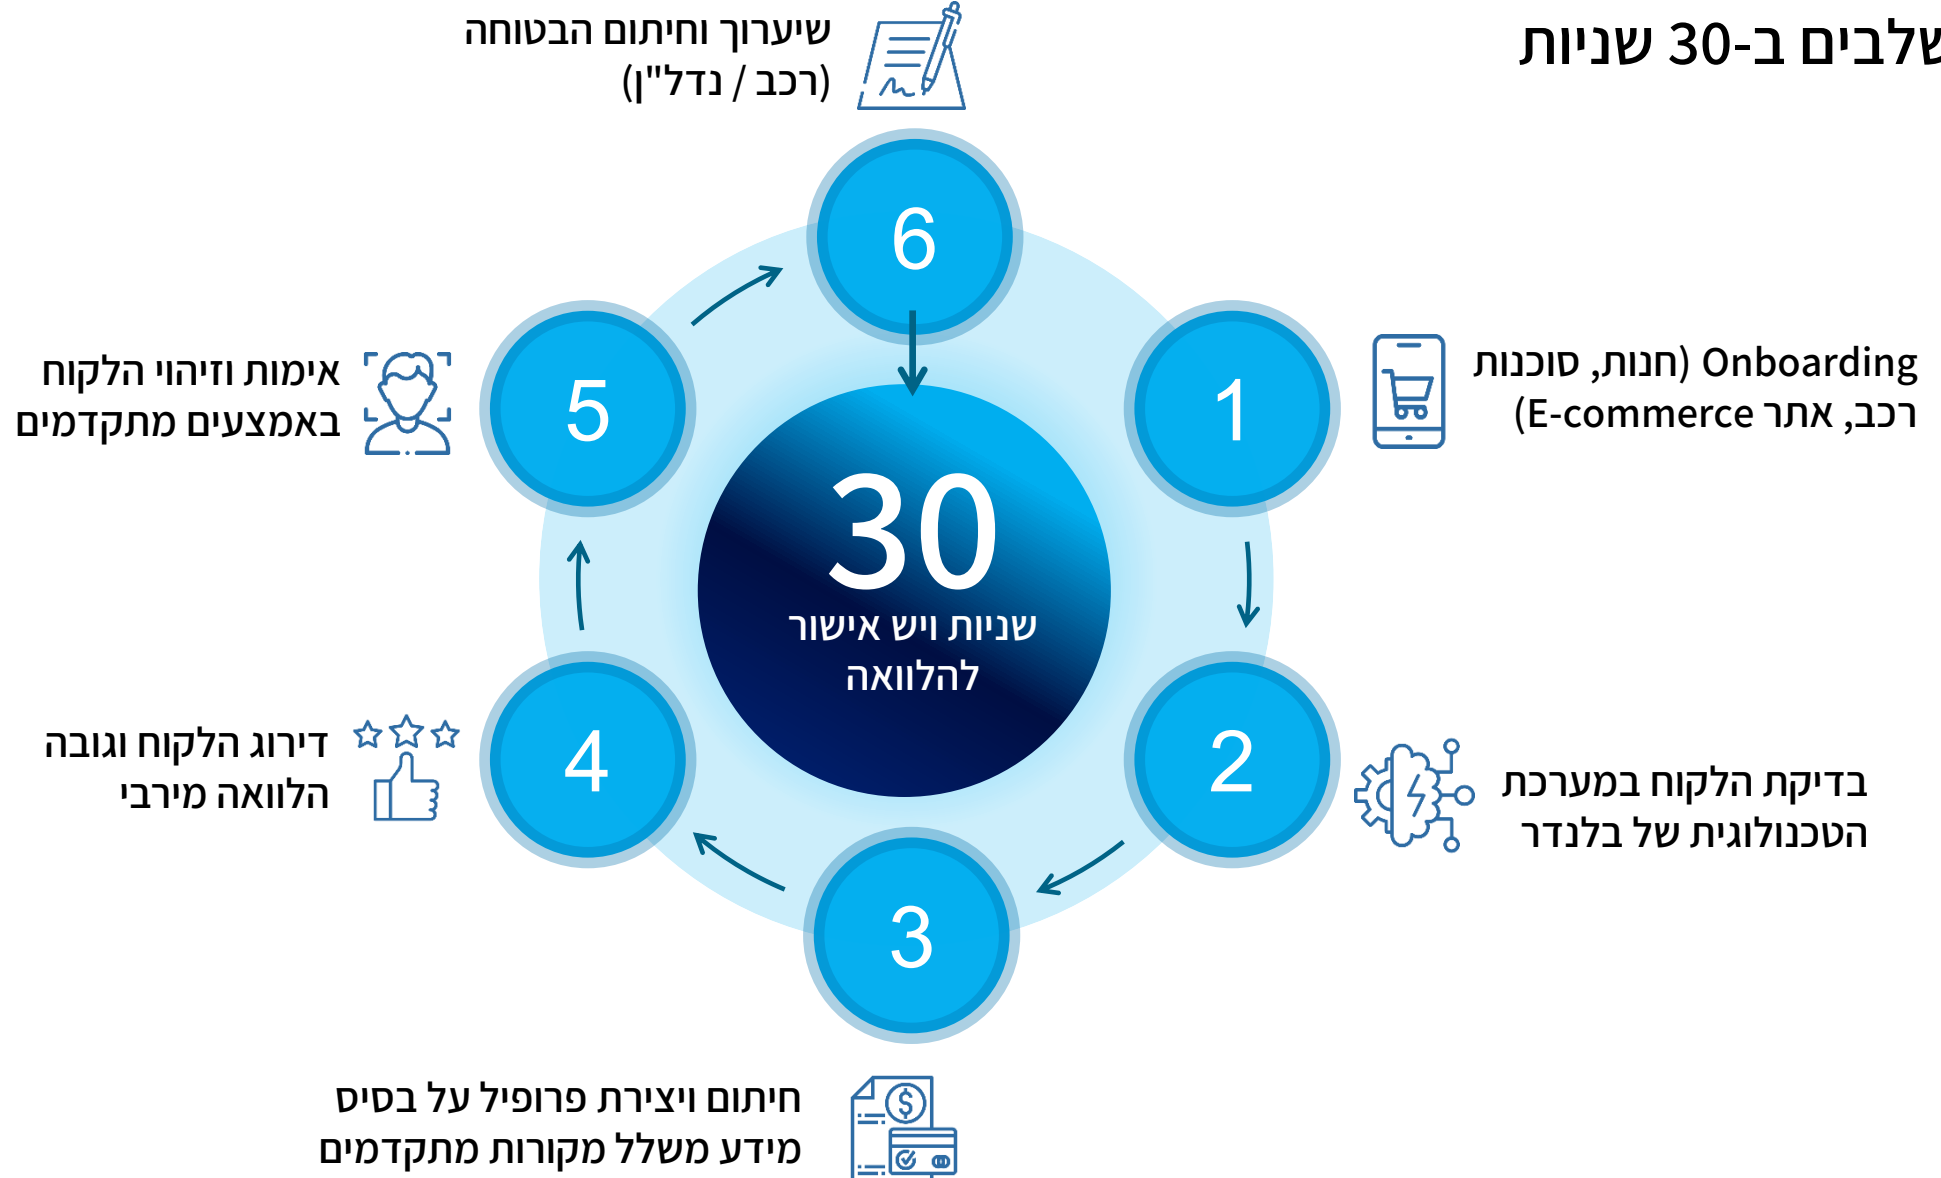 שלבים ב-30 שניות
שיערוך וחיתום הבטוחה
(רכב / נדל"ן)
6
1
Onboarding (חנות, סוכנות
רכב, אתר E-commerce)
2
בדיקת הלקוח במערכת
הטכנולוגית של בלנדר
3
חיתום ויצירת פרופיל על בסיס
מידע משלל מקורות מתקדמים
4
דירוג הלקוח וגובה
הלוואה מירבי
5
אימות וזיהוי הלקוח
באמצעים מתקדמים
30
שניות ויש אישור
להלוואה